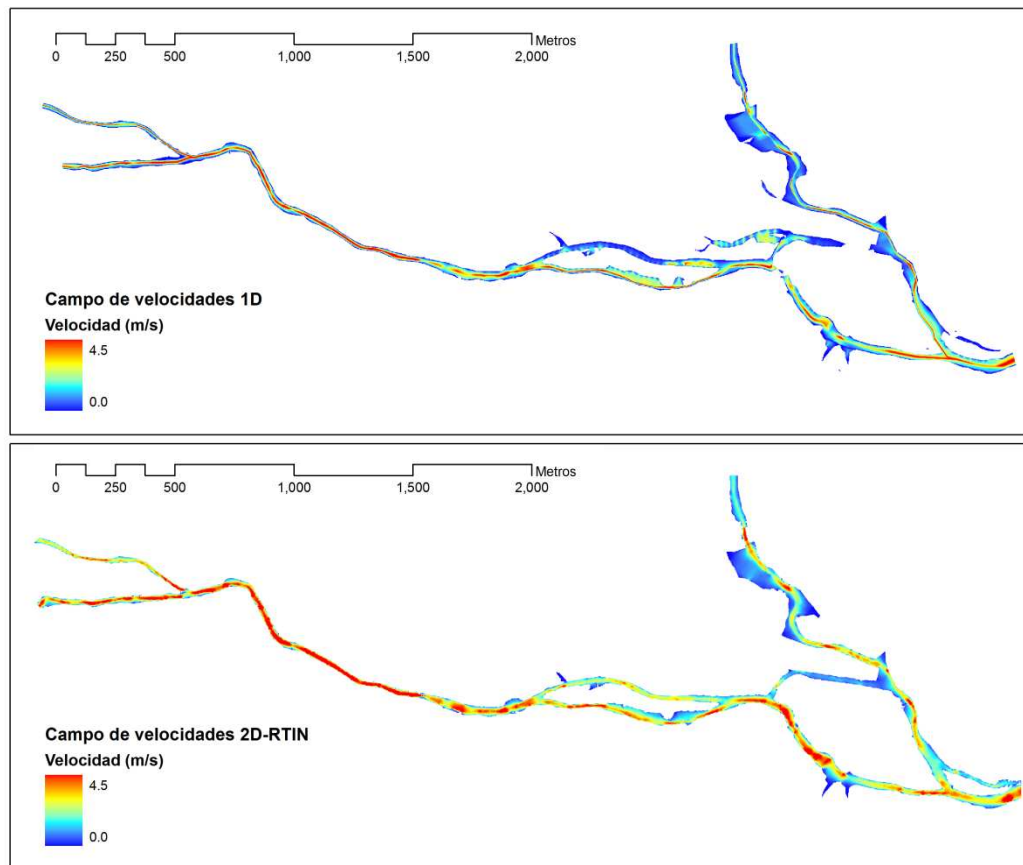 Metros
0 250 500 1,000 1,500 2,000
Campo de velocidades 1D
Velocidad (m/s)
4.5
0.0
Metros
0 250 500 1,000 1,500 2,000
Campo de velocidades 2D-RTIN
Velocidad (m/s)
4.5
0.0